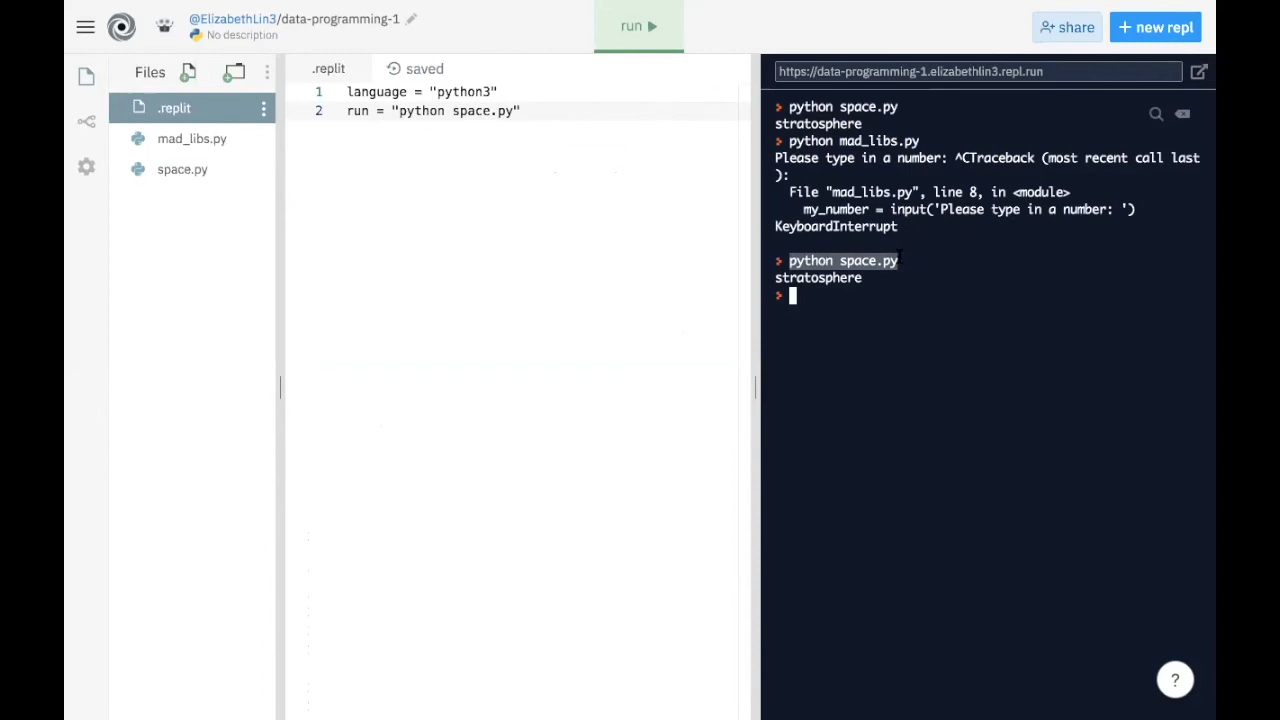 @ElizabethLin3/data-programming-1
No description
run
share
+ new repl
Files
.replit
mad_libs.py
space.py
.replit
saved
1 language = "python3"
2 run = "python space.py"
https://data-programming-1.elizabethlin3.repl.run
> python space.py
stratosphere
> python mad_libs.py
Please type in a number: ^CTraceback (most recent call last
):
File "mad_libs.py", line 8, in <module>
my_number = input('Please type in a number: ')
KeyboardInterrupt
> python space.py
stratosphere
>
?